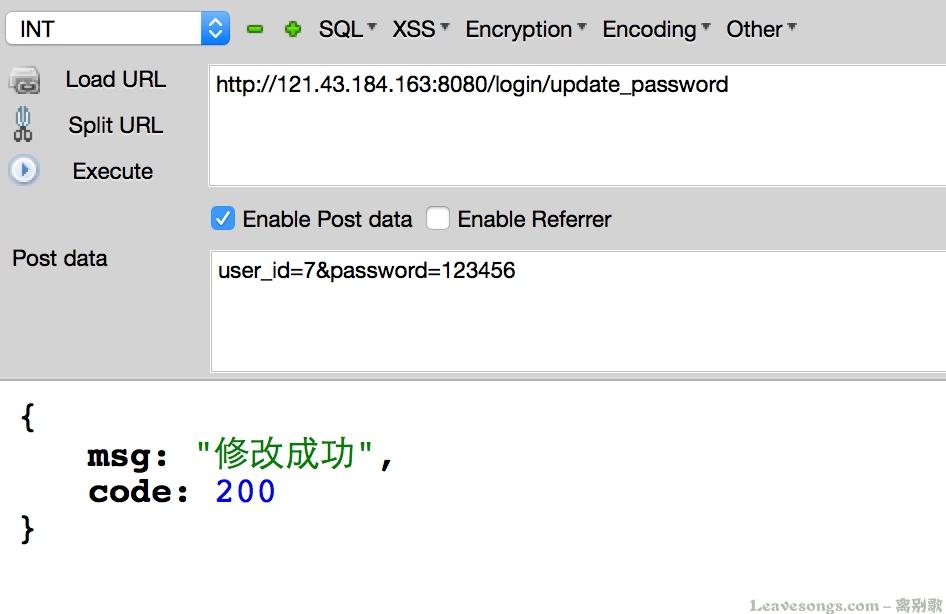 INT SQL XSS Encryption Encoding Other
Load URL
http://121.43.184.163:8080/login/update_password
Split URL
Execute
Enable Post data Enable Referrer
Post data
user_id=7&password=123456
{
msg: "修改成功",
code: 200
}
Leavesongs.com – 离别歌